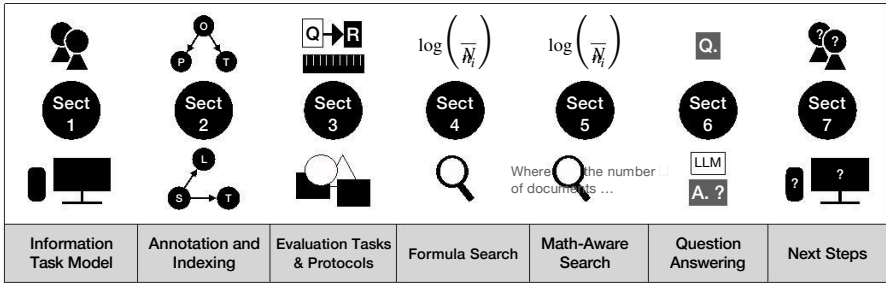 O
P T
Q R
log( N / n_i )
log( N / n_i )
Q.
? ?
Sect 1
Sect 2
Sect 3
Sect 4
Sect 5
Sect 6
Sect 7
L
S T
Where the number
of documents …
LLM
A. ?
? ?
Information
Task Model
Annotation and
Indexing
Evaluation Tasks
& Protocols
Formula Search
Math-Aware
Search
Question
Answering
Next Steps